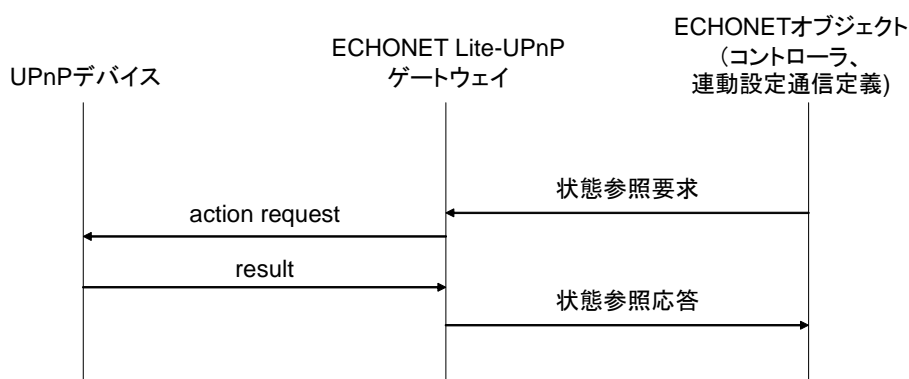 UPnPデバイス
ECHONET Lite-UPnP
ゲートウェイ
ECHONETオブジェクト
(コントローラ、
連動設定通信定義)
状態参照要求
action request
result
状態参照応答